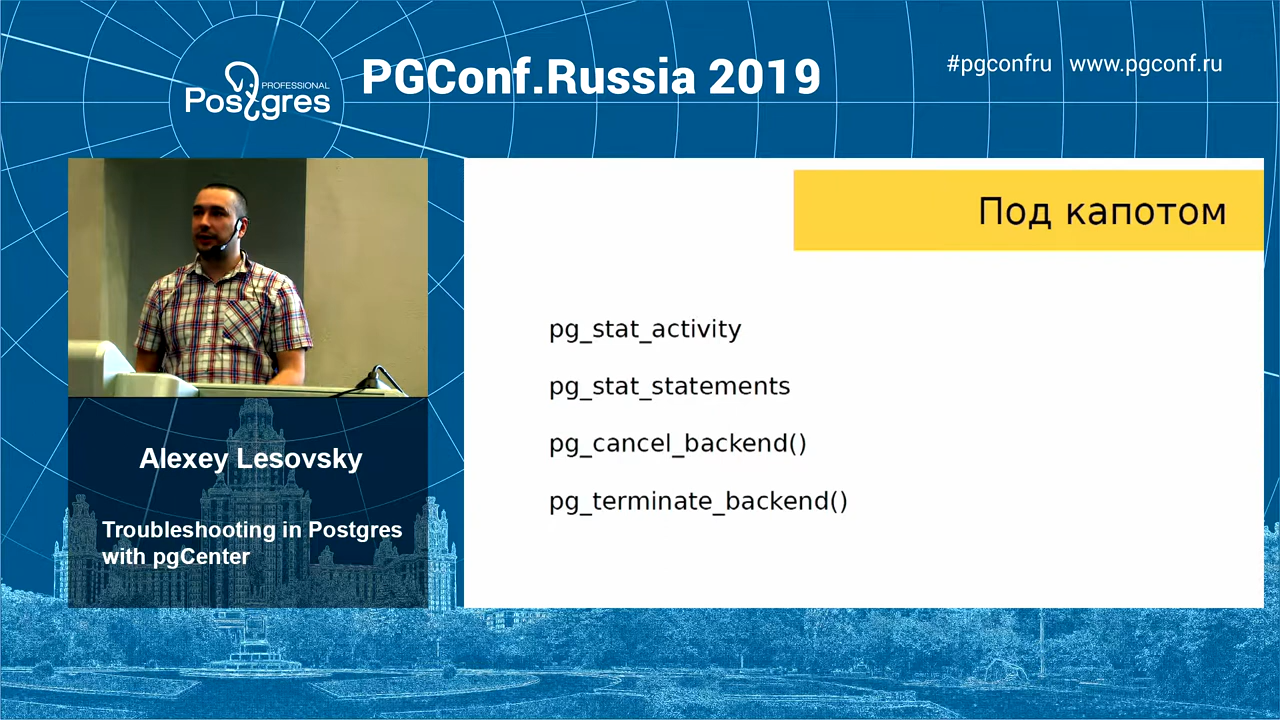 PROFESSIONAL
Postgres
PGConf.Russia 2019
#pgconfru www.pgconf.ru
Под капотом
pg_stat_activity
pg_stat_statements
pg_cancel_backend()
pg_terminate_backend()
Alexey Lesovsky
Troubleshooting in Postgres
with pgCenter